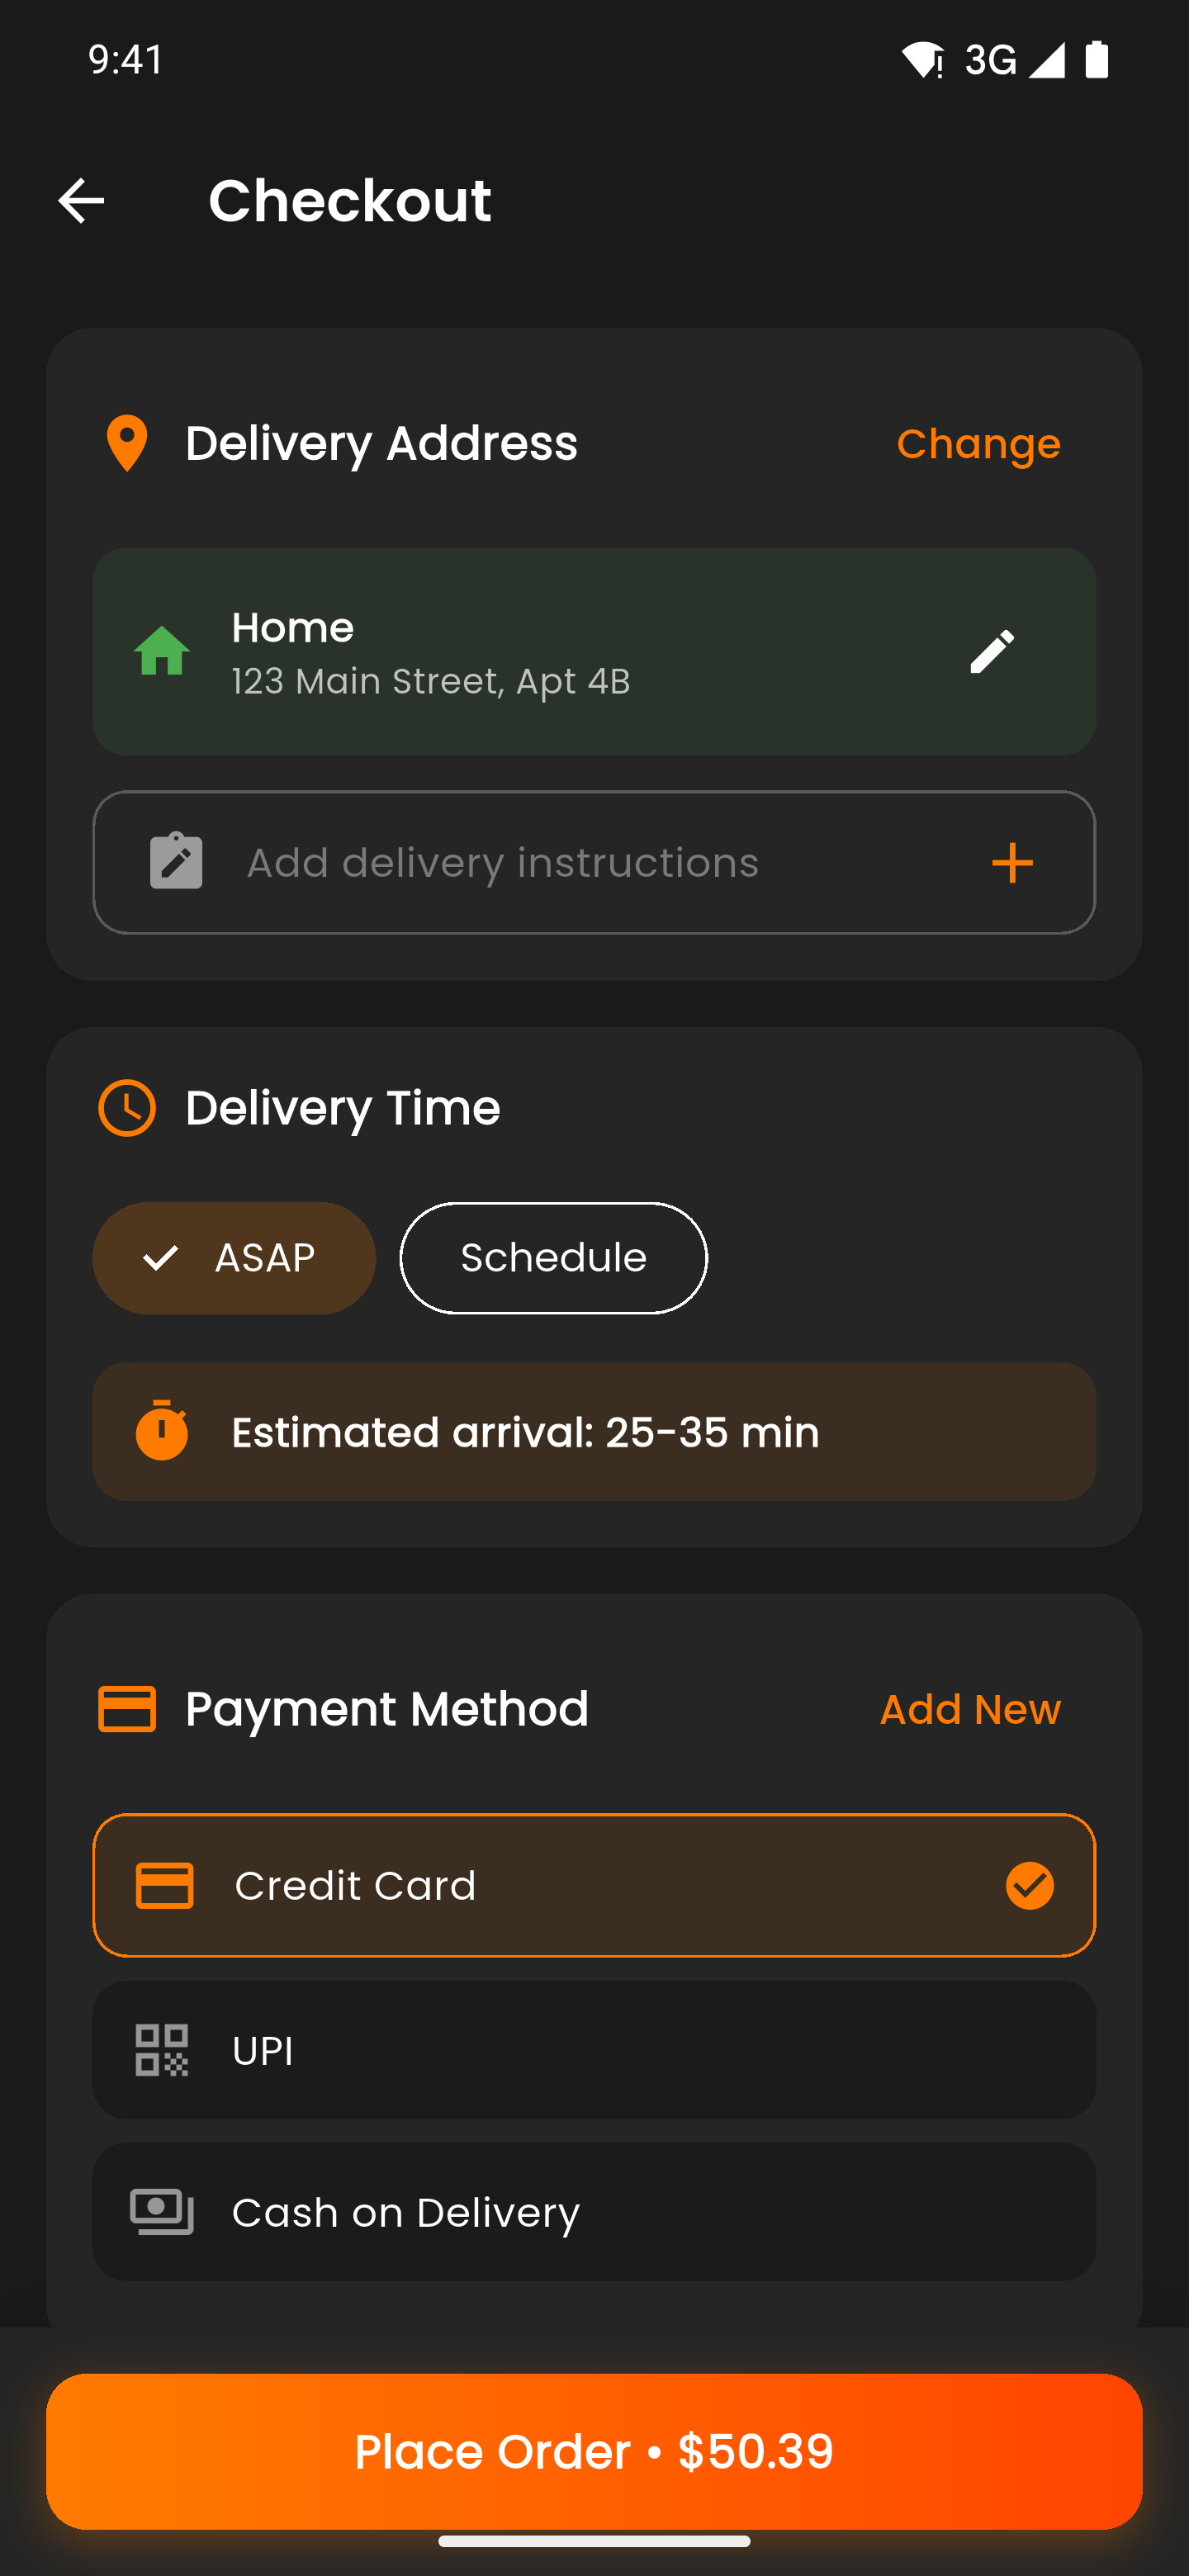 9:41
3G
Checkout
Delivery Address
Change
Home
123 Main Street, Apt 4B
Add delivery instructions
Delivery Time
ASAP
Schedule
Estimated arrival: 25-35 min
Payment Method
Add New
Credit Card
UPI
Cash on Delivery
Place Order • $50.39